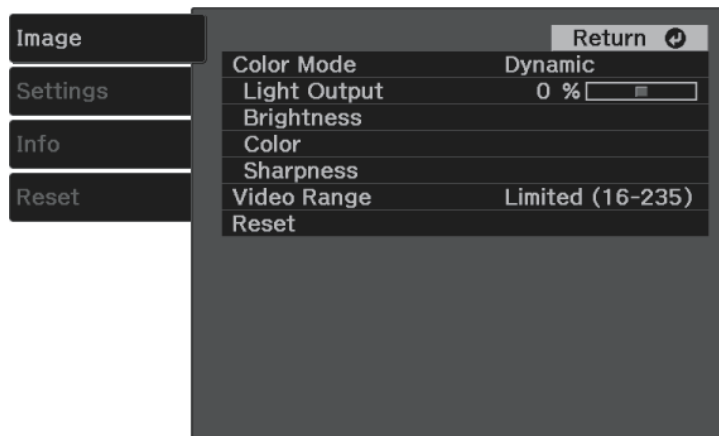 Image
Settings
Info
Reset
Return
Color Mode Dynamic
Light Output 0 %
Brightness
Color
Sharpness
Video Range Limited (16-235)
Reset